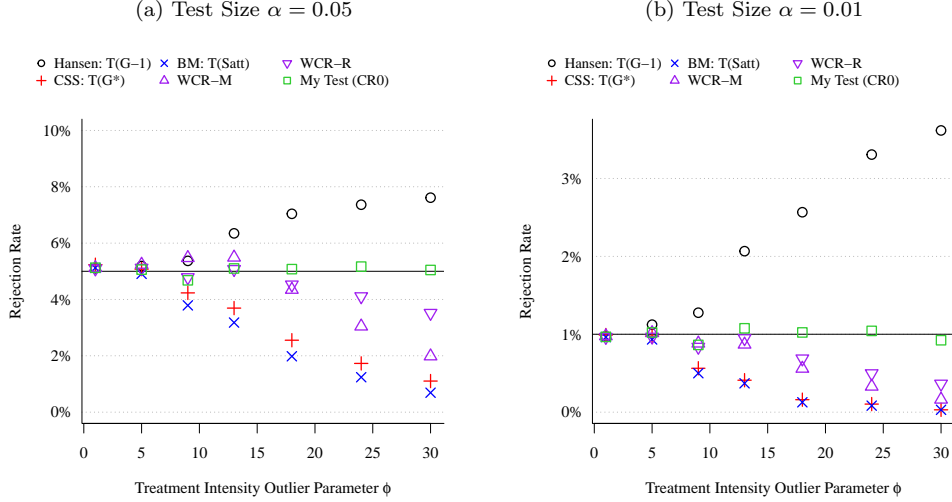 (a) Test Size α = 0.05
Hansen: T(G−1) BM: T(Satt) WCR−R
CSS: T(G*) WCR−M My Test (CR0)
10%
8%
6%
4%
2%
0%
Rejection Rate
0 5 10 15 20 25 30
Treatment Intensity Outlier Parameter ϕ
(b) Test Size α = 0.01
Hansen: T(G−1) BM: T(Satt) WCR−R
CSS: T(G*) WCR−M My Test (CR0)
3%
2%
1%
0%
Rejection Rate
0 5 10 15 20 25 30
Treatment Intensity Outlier Parameter ϕ